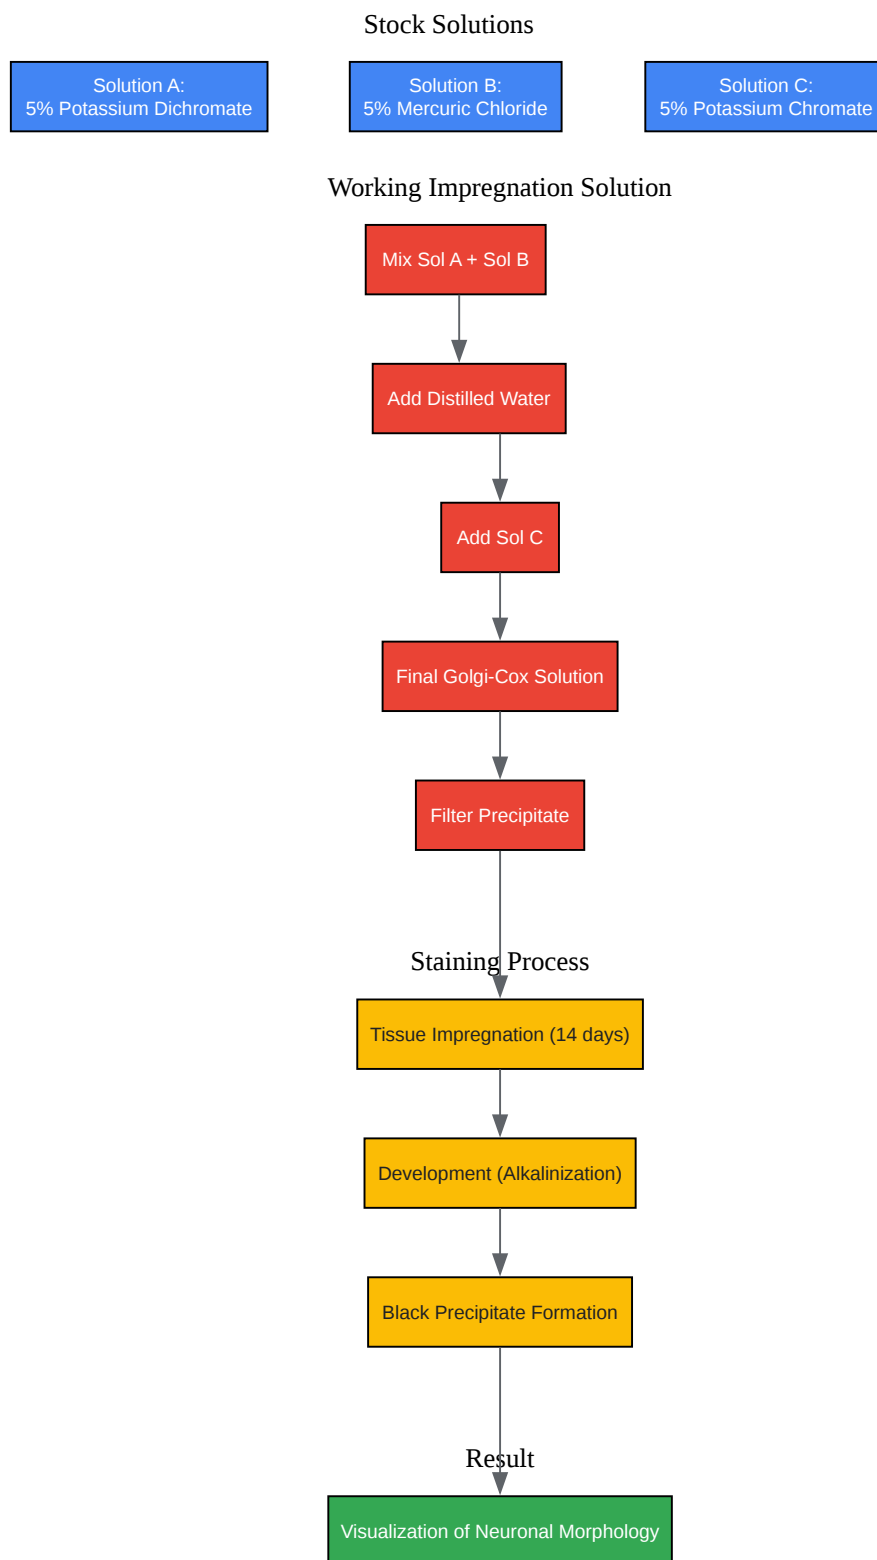 Stock Solutions
Solution A:
5% Potassium Dichromate
Solution B:
5% Mercuric Chloride
Solution C:
5% Potassium Chromate
Working Impregnation Solution
Mix Sol A + Sol B
Add Distilled Water
Add Sol C
Final Golgi-Cox Solution
Filter Precipitate
Staining Process
Tissue Impregnation (14 days)
Development (Alkalinization)
Black Precipitate Formation
Result
Visualization of Neuronal Morphology